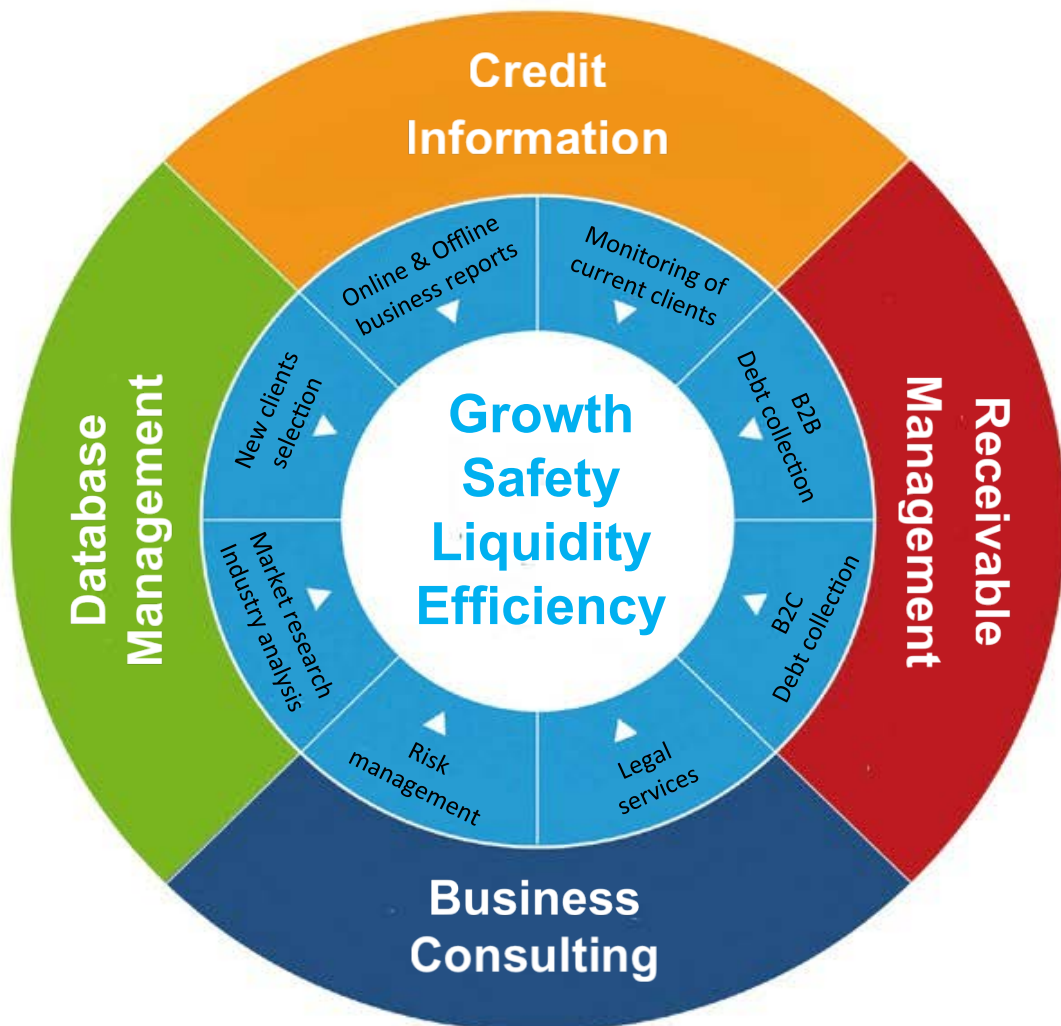 Credit
Information
Online & Offline
business reports
Monitoring of
current clients
New clients
selection
B2B
Debt collection
Database
Management
Growth
Safety
Liquidity
Efficiency
Receivable
Management
Market research
Industry analysis
B2C
Debt collection
Risk
management
Legal
services
Business
Consulting